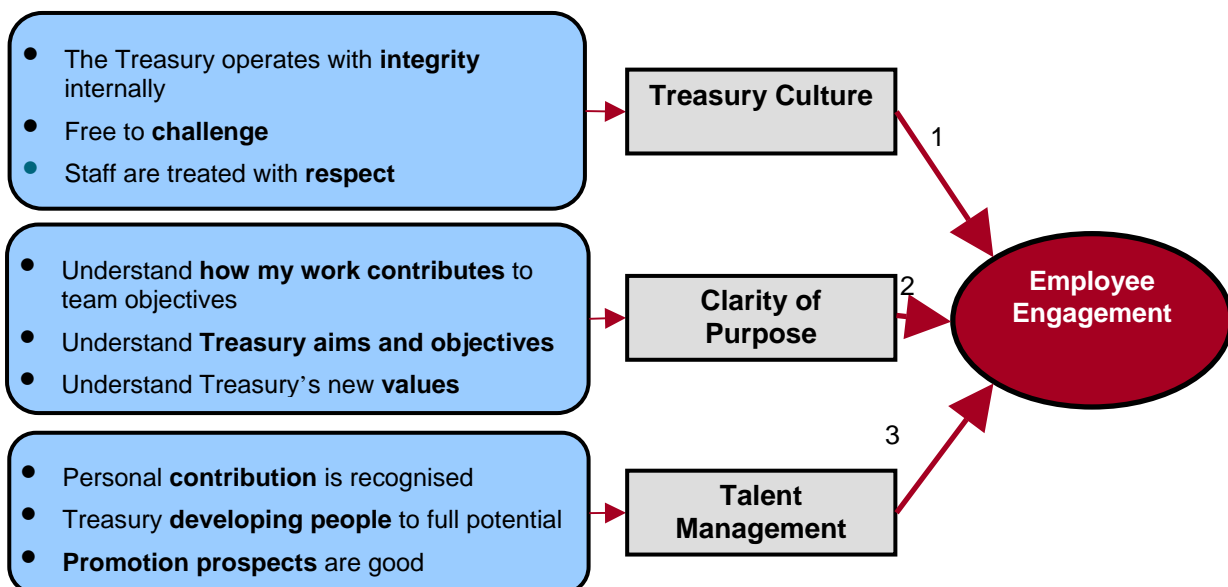 • The Treasury operates with integrity
internally
• Free to challenge
• Staff are treated with respect
Treasury Culture
1
• Understand how my work contributes to
team objectives
• Understand Treasury aims and objectives
• Understand Treasury's new values
Clarity of
Purpose
2
Employee
Engagement
• Personal contribution is recognised
• Treasury developing people to full potential
• Promotion prospects are good
Talent
Management
3